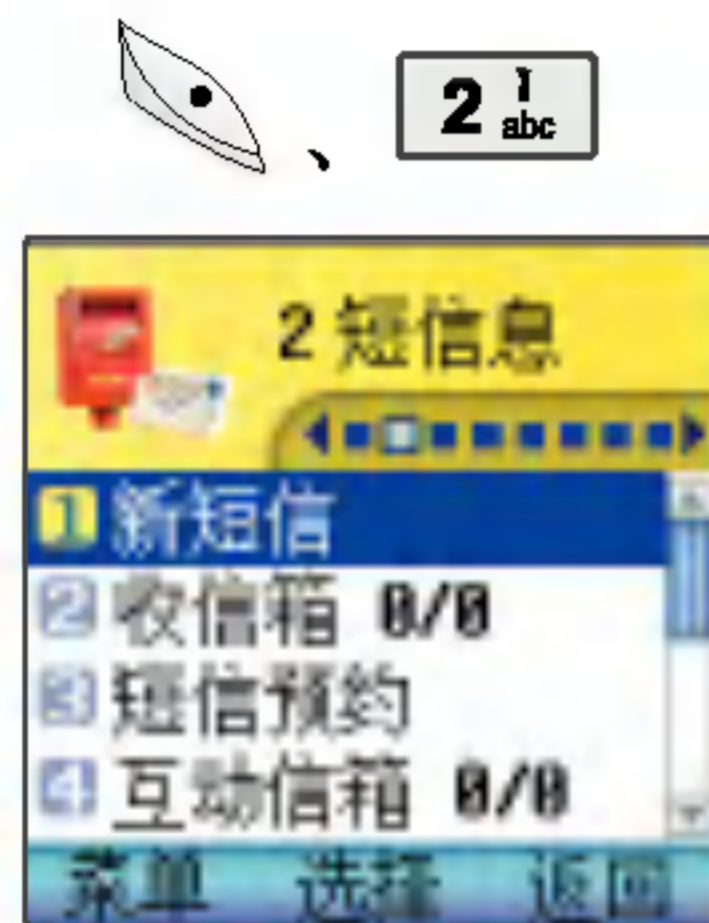 、 2 abc
2 短信息
1 新短信
2 收信箱 0/0
3 短信预约
4 互动信箱 0/0
菜单 选择 返回